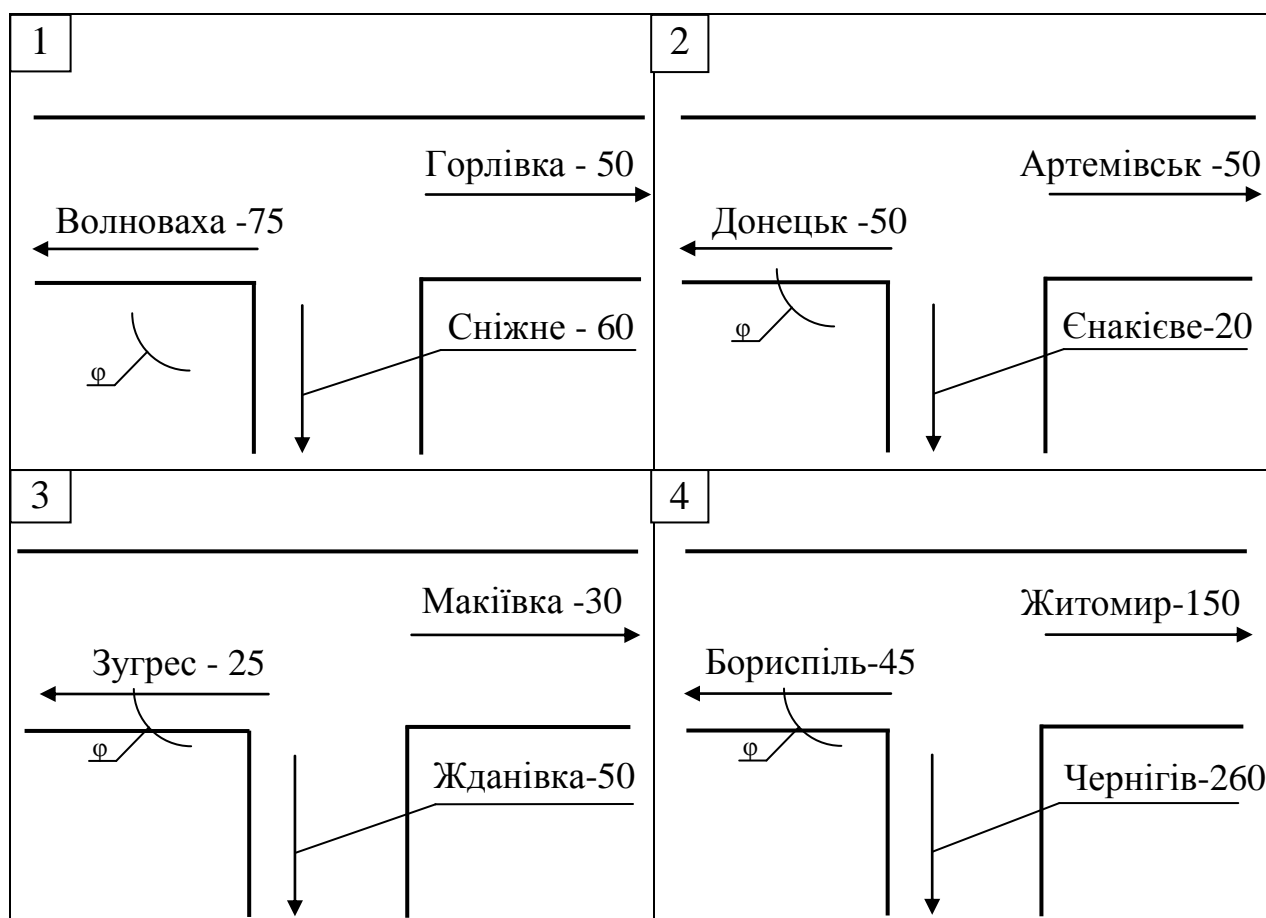 1
Горлівка - 50
Волноваха -75
Сніжне - 60
φ
2
Артемівськ -50
Донецьк -50
Єнакієве-20
φ
3
Макіївка -30
Зугрес - 25
φ
Жданівка-50
4
Житомир-150
Бориспіль-45
φ
Чернігів-260